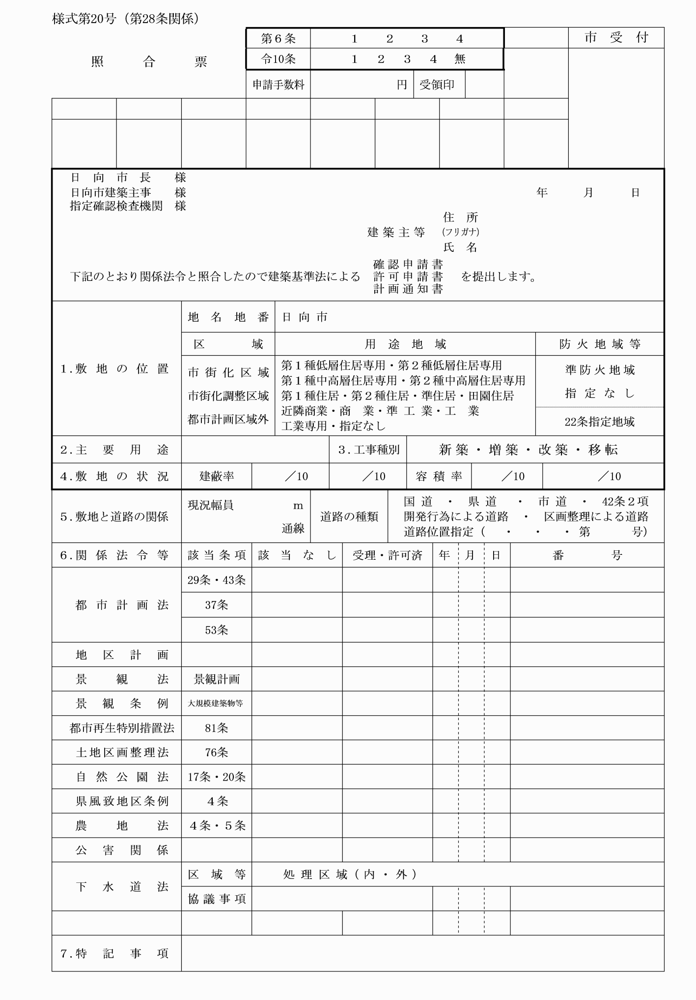 様式第20号（第28条関係）
照合票
第６条 １ ２ ３ ４ 市受付
令10条 １ ２ ３ ４ 無
申請手数料 円 受領印
日向市長 様
日向市建築主事 様 年 月 日
指定確認検査機関 様
住所
建築主等 （フリガナ）
氏名
確認申請書
下記のとおり関係法令と照合したので建築基準法による 許可申請書 を提出します。
計画通知書
１.敷地の位置
地名地番 日向市
区域 用途地域 防火地域等
市街化区域
市街化調整区域
都市計画区域外
第１種低層住居専用・第２種低層住居専用
第１種中高層住居専用・第２種中高層住居専用
第１種住居・第２種住居・準住居・田園住居
近隣商業・商　業・準 工 業・工　業
工業専用・指定なし
準防火地域
指定なし
22条指定地域
２.主要用途 ３.工事種別 新築・増築・改築・移転
４.敷地の状況 建蔽率 ／10 ／10 容積率 ／10 ／10
５.敷地と道路の関係
現況幅員 ｍ
通線
道路の種類
国道 ・ 県道 ・ 市道 ・ 42条２項
開発行為による道路 ・ 区画整理による道路
道路位置指定（ ・ ・ ・ 第 号）
６.関係法令等 該当条項 該当なし 受理・許可済 年 月 日 番号
都市計画法
29条・43条
37条
53条
地区計画
景観法 景観計画
景観条例 大規模建築物等
都市再生特別措置法 81条
土地区画整理法 76条
自然公園法 17条・20条
県風致地区条例 ４条
農地法 ４条・５条
公害関係
下水道法
区域等 処理区域（内・外）
協議事項
７.特記事項